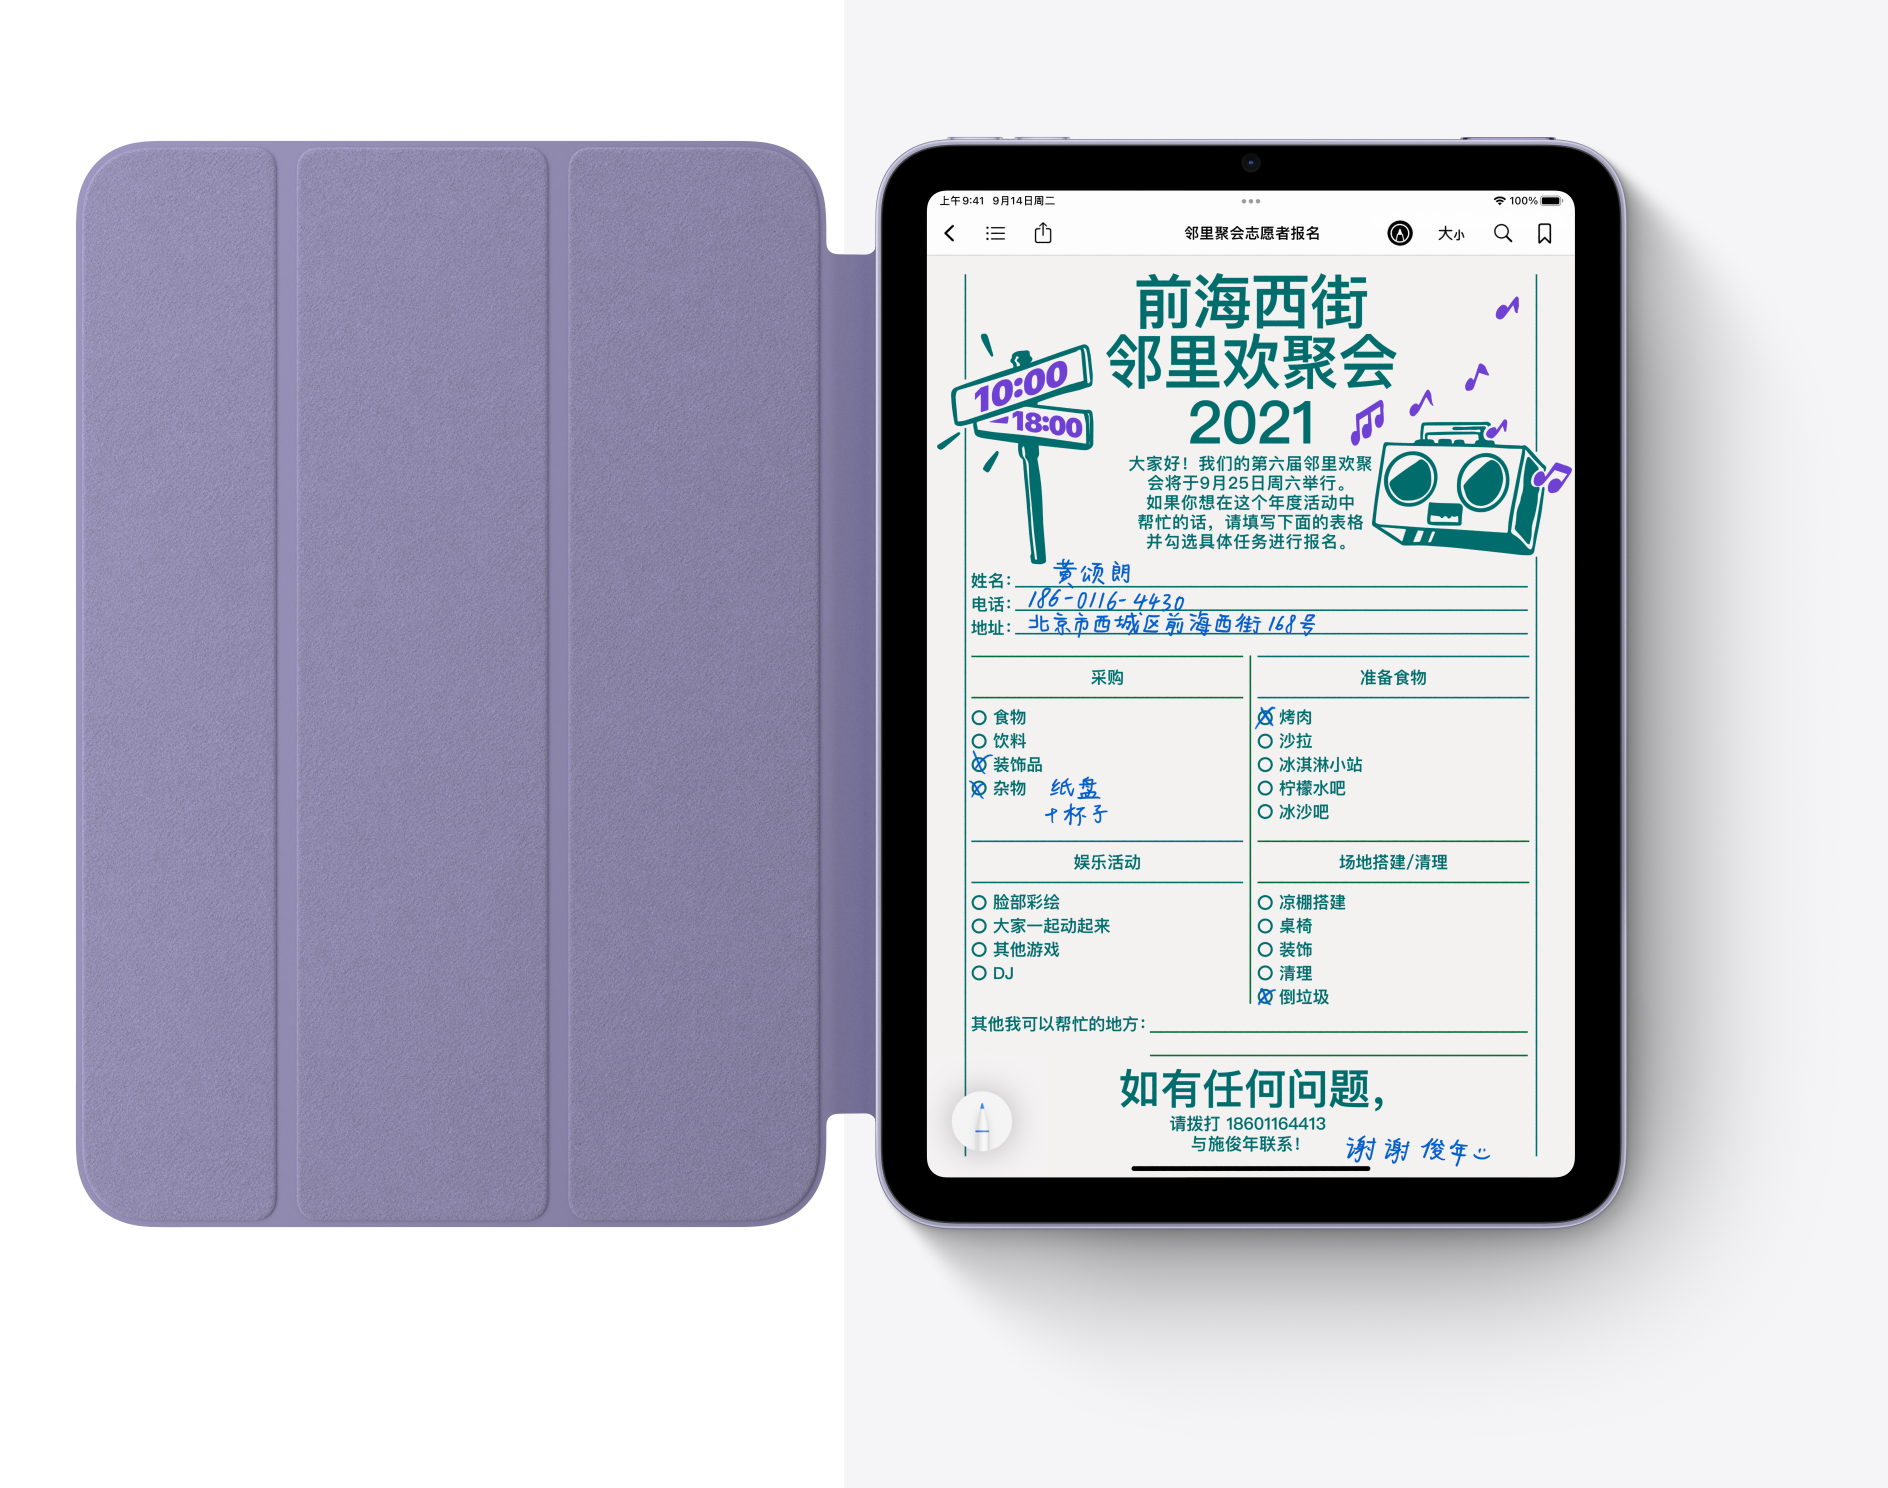 上午9:41 9月14日周二
100%
邻里聚会志愿者报名
大小
前海西街
邻里欢聚会
2021
10:00
– 18:00
大家好！我们的第六届邻里欢聚
会将于9月25日周六举行。
如果你想在这个年度活动中
帮忙的话，请填写下面的表格
并勾选具体任务进行报名。
姓名：黄颂朗
电话：186-0116-4430
地址：北京市西城区前海西街168号
采购
食物
饮料
装饰品
杂物 纸盘
+杯子
准备食物
烤肉
沙拉
冰淇淋小站
柠檬水吧
冰沙吧
娱乐活动
脸部彩绘
大家一起动起来
其他游戏
DJ
场地搭建/清理
凉棚搭建
桌椅
装饰
清理
倒垃圾
其他我可以帮忙的地方：
如有任何问题，
请拨打 18601164413
与施俊年联系！
谢谢 俊年